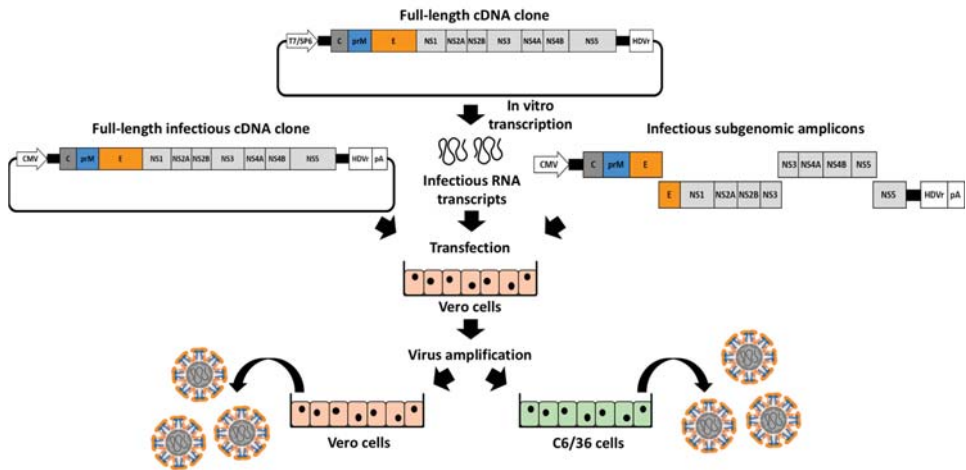 Full-length cDNA clone
T7/SP6 C prM E NS1 NS2A NS2B NS3 NS4A NS4B NS5 HDVr
In vitro
transcription
Full-length infectious cDNA clone
CMV C prM E NS1 NS2A NS2B NS3 NS4A NS4B NS5 HDVr pA
Infectious RNA
transcripts
Infectious subgenomic amplicons
CMV C prM E
NS3 NS4A NS4B NS5
E NS1 NS2A NS2B NS3
NS5 HDVr pA
Transfection
Vero cells
Virus amplification
Vero cells
C6/36 cells